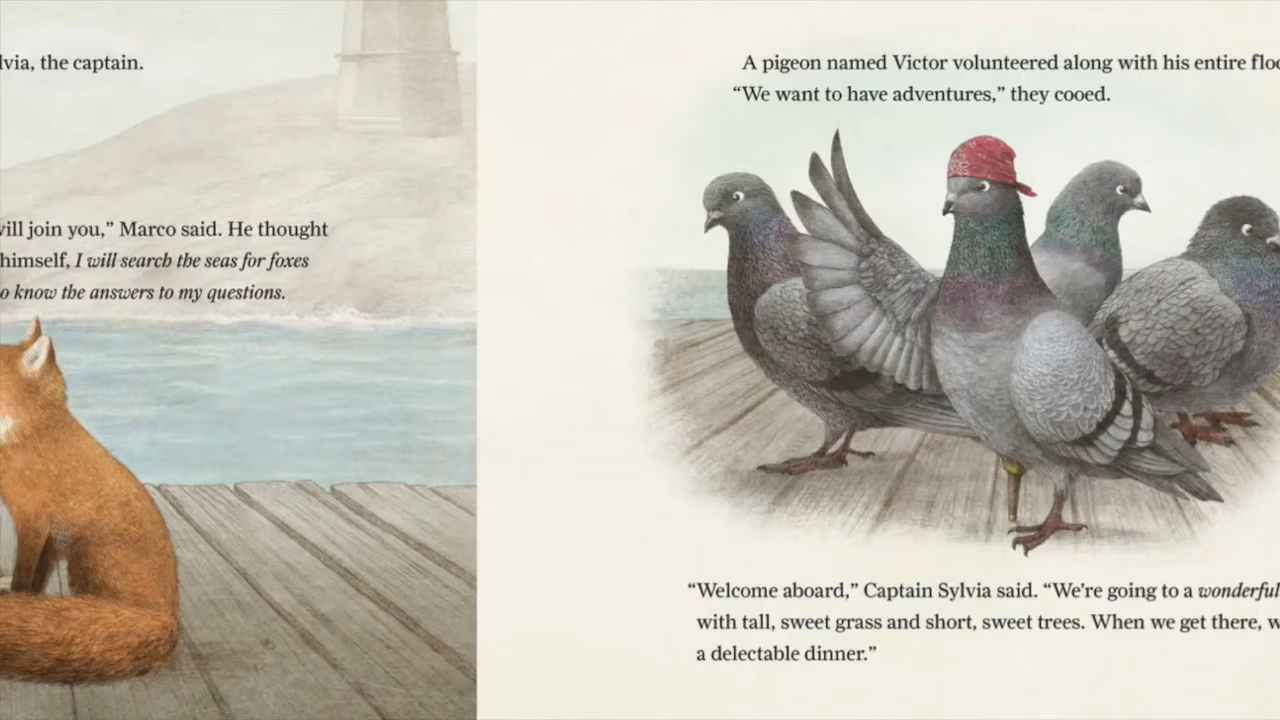 lvia, the captain.
will join you,” Marco said. He thought
himself, I will search the seas for foxes
o know the answers to my questions.
A pigeon named Victor volunteered along with his entire
“We want to have adventures,” they cooed.
“Welcome aboard,” Captain Sylvia said. “We’re going to a wonderful
with tall, sweet grass and short, sweet trees. When we get there,
a delectable dinner.”